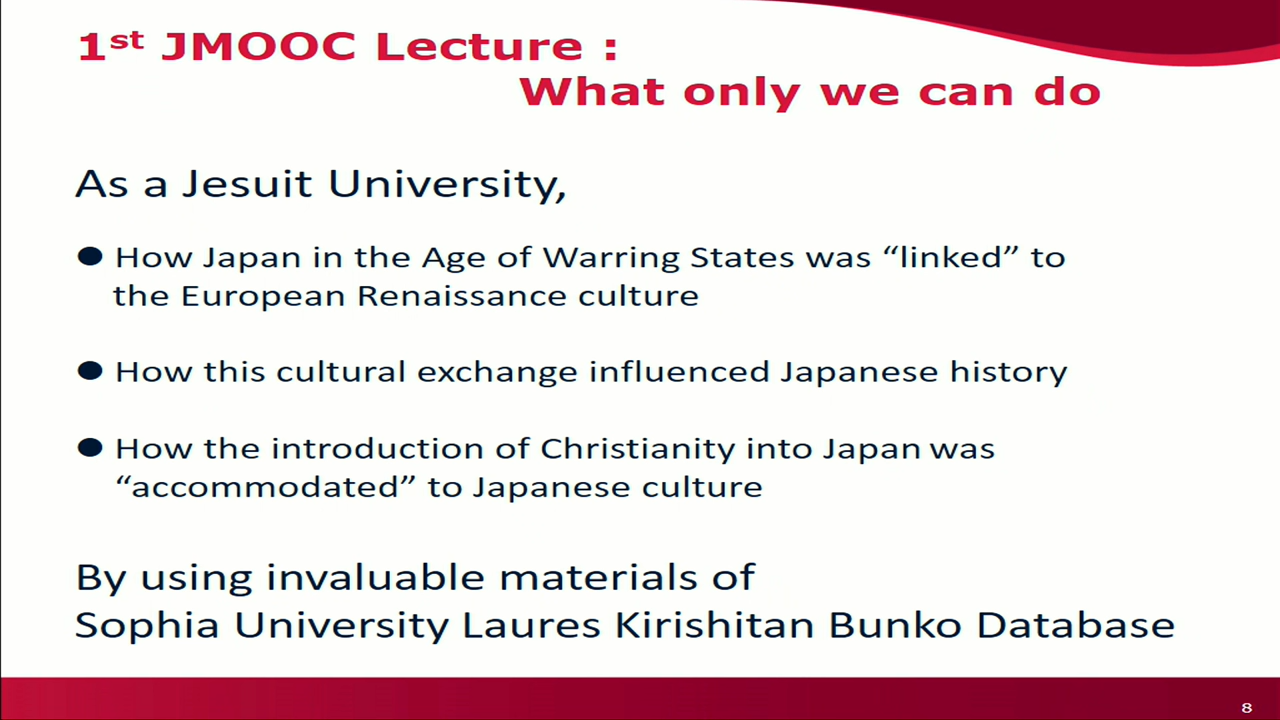 1st JMOOC Lecture :
What only we can do
As a Jesuit University,
● How Japan in the Age of Warring States was “linked” to
the European Renaissance culture
● How this cultural exchange influenced Japanese history
● How the introduction of Christianity into Japan was
“accommodated” to Japanese culture
By using invaluable materials of
Sophia University Laures Kirishitan Bunko Database
8